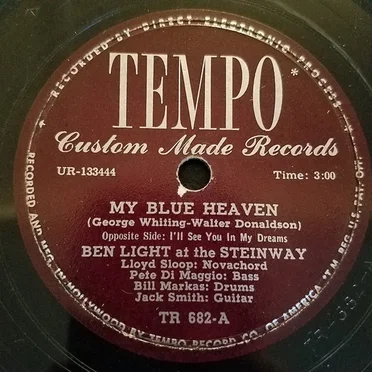 RECORDED BY DIRECT ELECTRONIC PROCESS
TEMPO*
Custom Made Records
UR-133444 Time: 3:00
MY BLUE HEAVEN
(George Whiting-Walter Donaldson)
Opposite Side: I'll See You In My Dreams
BEN LIGHT at the STEINWAY
Lloyd Sloop: Novachord
Pete Di Maggio: Bass
Bill Markas: Drums
Jack Smith: Guitar
TR 682-A
RECORDED AND MFG. IN HOLLYWOOD BY TEMPO RECORD CO. OF AMERICA *T.M. REG. U.S. PAT. OFF.